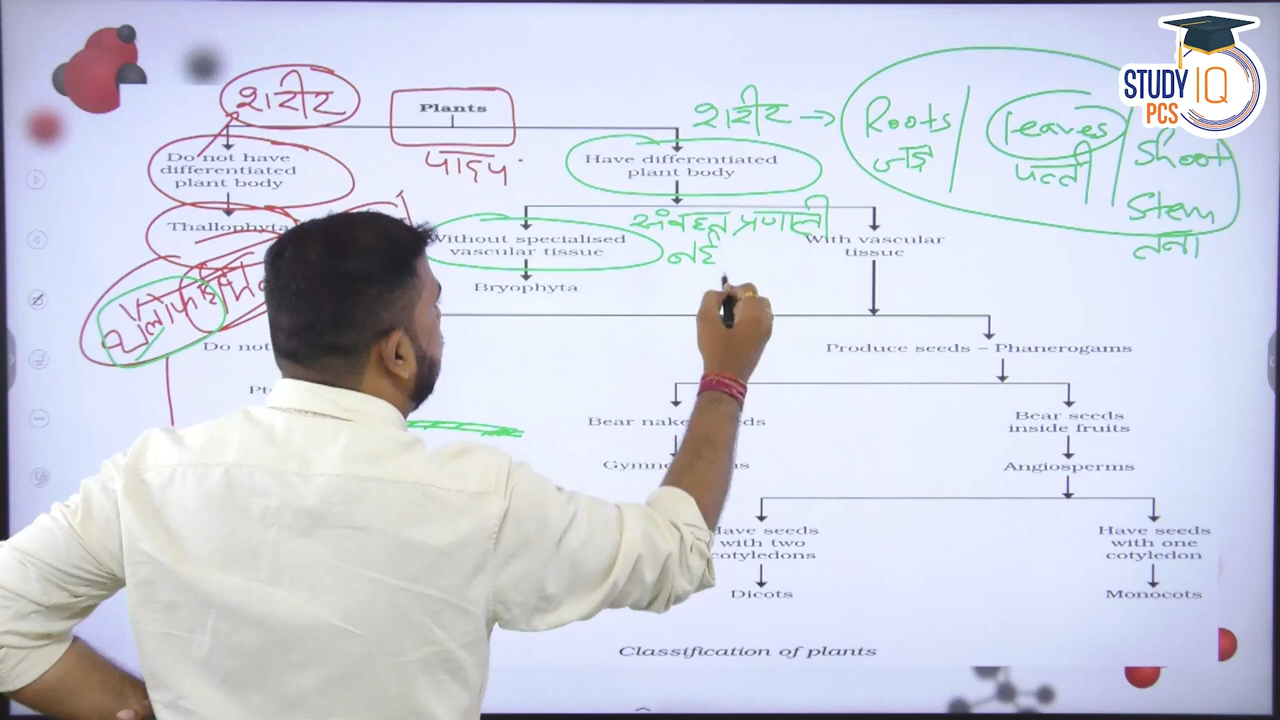 STUDY IQ
PCS
शरीर
Plants
पादप
शरीर → Roots / leaves / Shoot
जड़ पत्ती Stem
तना
Do not have
differentiated
plant body
Have differentiated
plant body
Thallophyta
Without specialised
vascular tissue
संवहन प्रणाली
With vascular
tissue
Bryophyta
Do not
Produce seeds – Phanerogams
Bear seeds
inside fruits
Bear
Angiosperms
Have seeds
with two
cotyledons
Have seeds
with one
cotyledon
Dicots
Monocots
Classification of plants